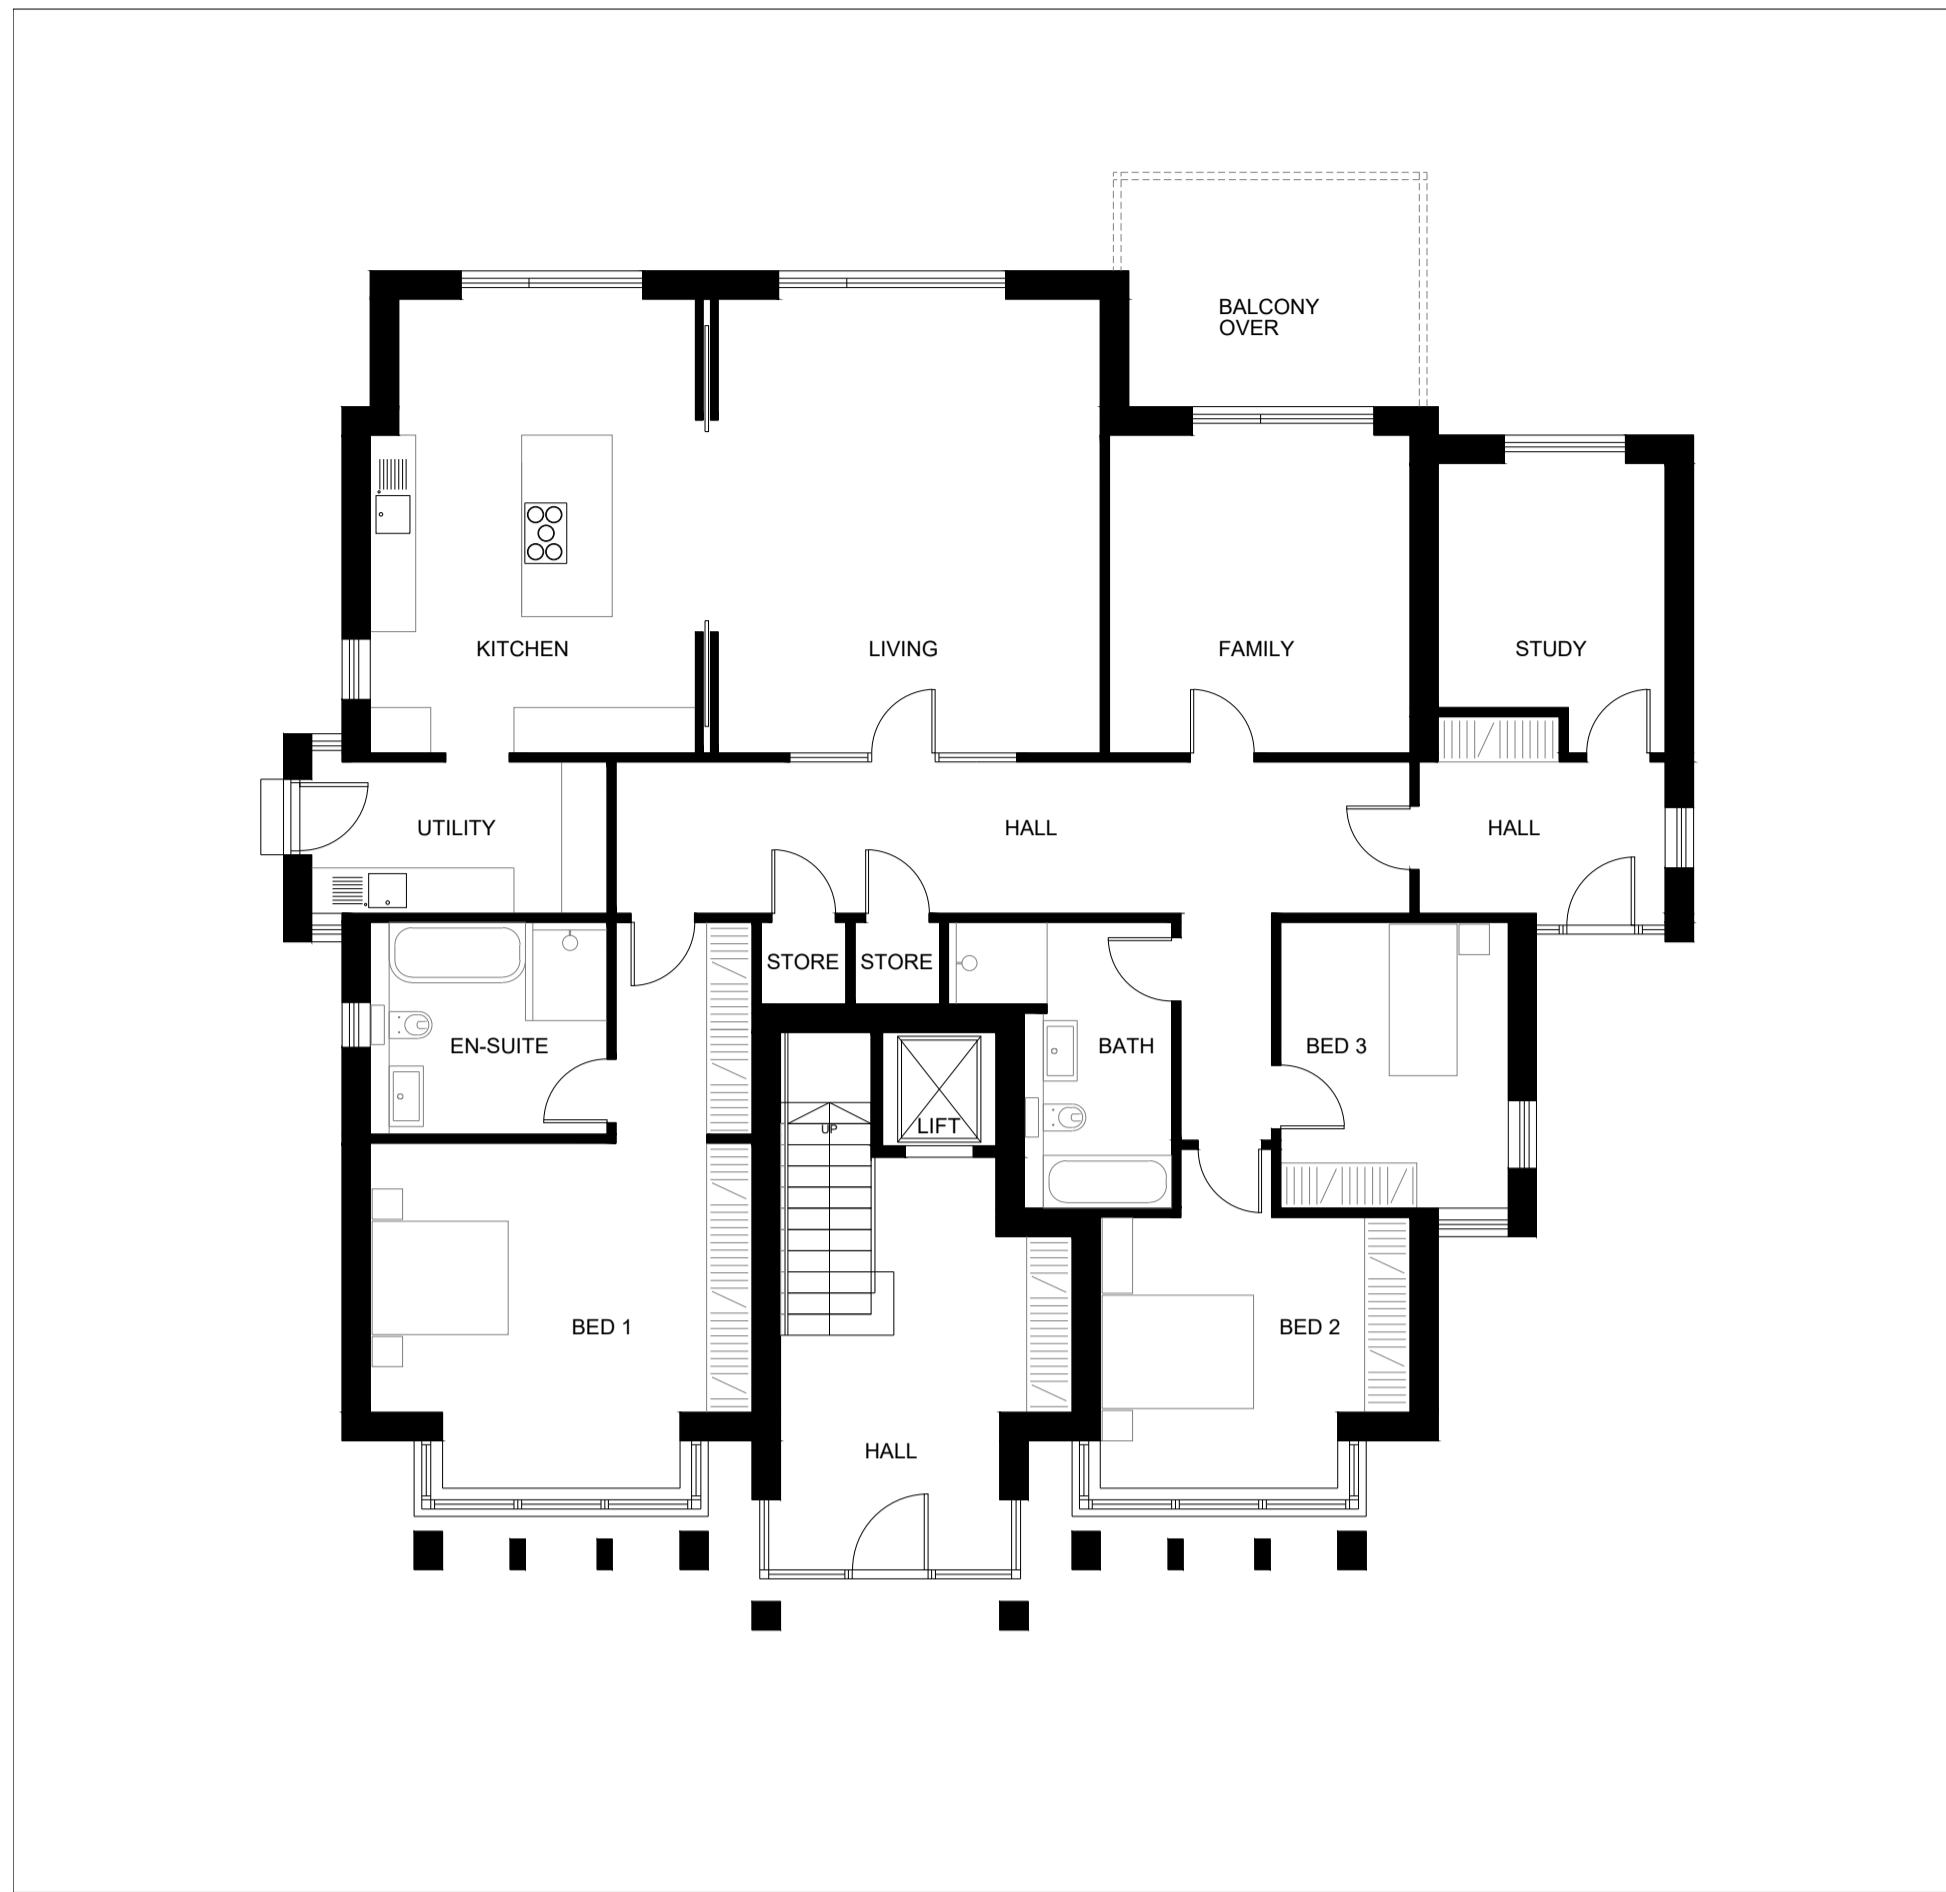 BALCONY
OVER
KITCHEN
LIVING
FAMILY
STUDY
UTILITY
HALL
HALL
STORE
STORE
EN-SUITE
BATH
BED 3
LIFT
UP
BED 1
BED 2
HALL